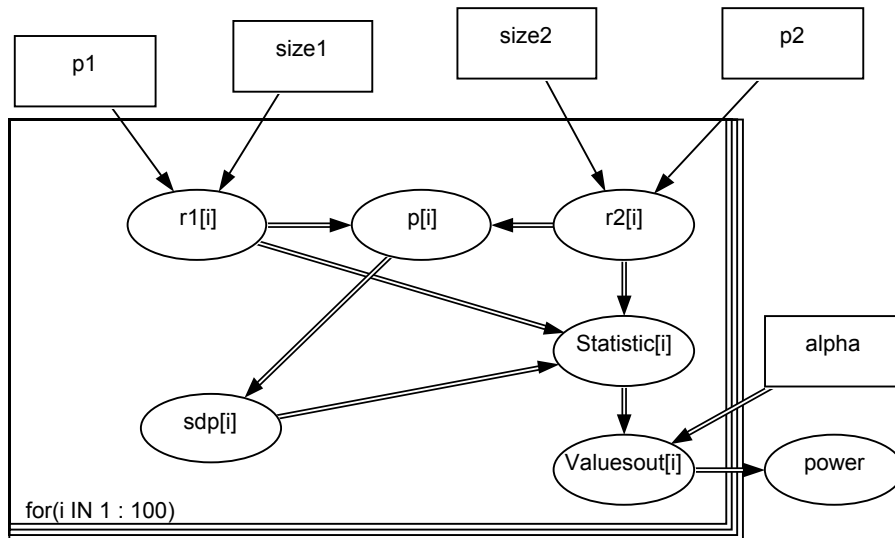 p1
size1
size2
p2
r1[i]
p[i]
r2[i]
Statistic[i]
alpha
sdp[i]
Valuesout[i]
power
for(i IN 1 : 100)